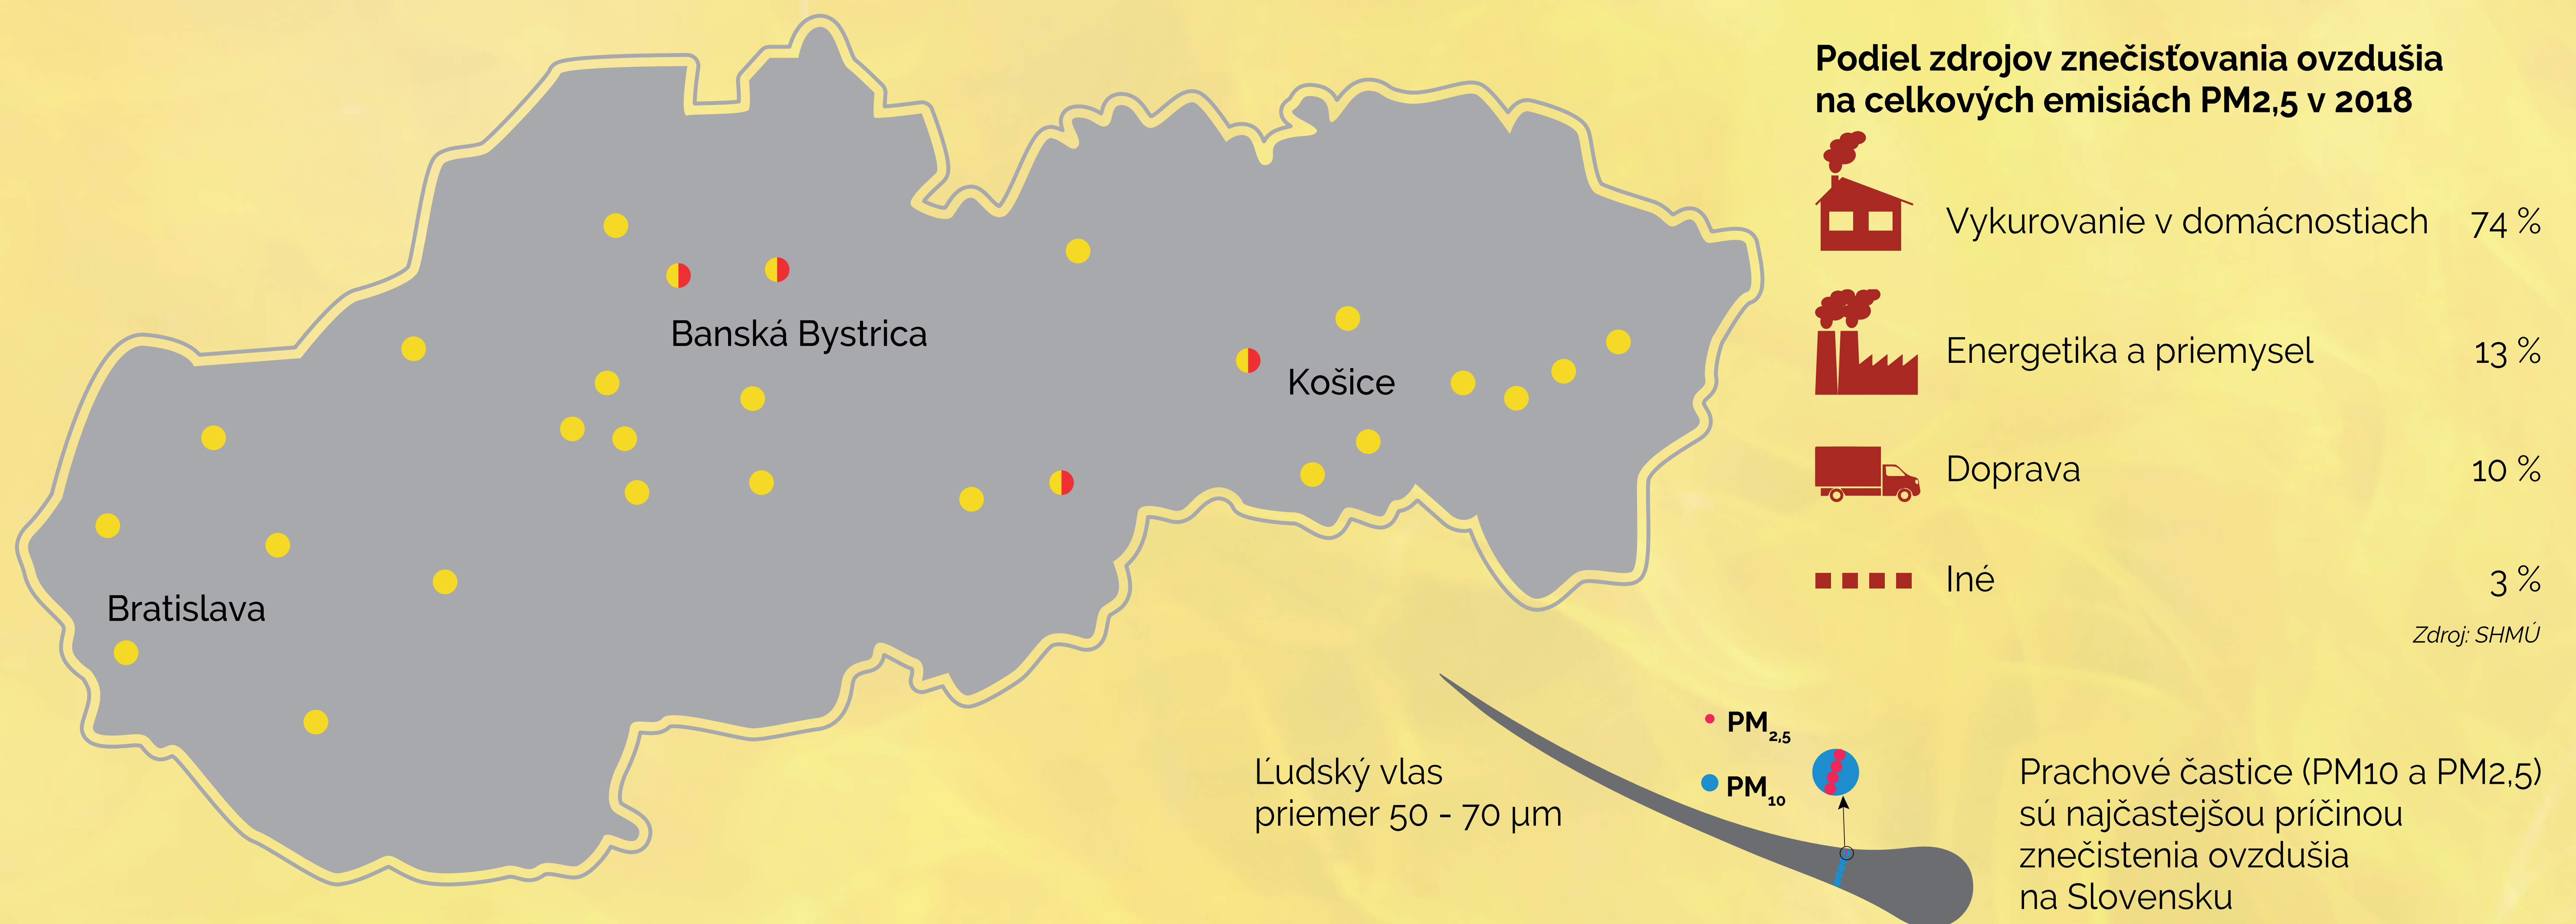 Podiel zdrojov znečisťovania ovzdušia
na celkových emisiách PM2,5 v 2018
Vykurovanie v domácnostiach 74 %
Energetika a priemysel 13 %
Doprava 10 %
Iné 3 %
Zdroj: SHMÚ
Banská Bystrica
Košice
Bratislava
PM2,5
PM10
Ľudský vlas
priemer 50 - 70 µm
Prachové častice (PM10 a PM2,5)
sú najčastejšou príčinou
znečistenia ovzdušia
na Slovensku